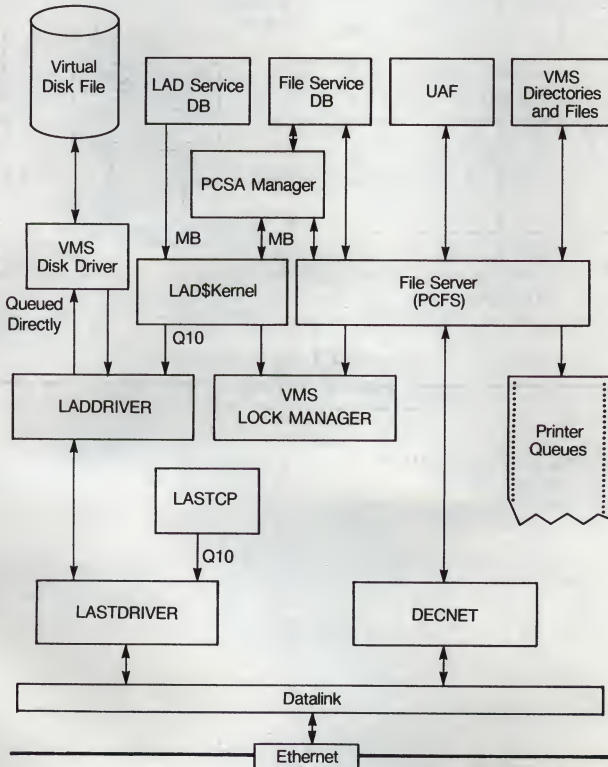 Virtual
Disk File
LAD Service
DB
File Service
DB
UAF
VMS
Directories
and Files
PCSA Manager
VMS
Disk Driver
MB
MB
Queued
Directly
LAD$Kernel
File Server
(PCFS)
Q10
LADDRIVER
VMS
LOCK MANAGER
Printer
Queues
LASTCP
Q10
LASTDRIVER
DECNET
Datalink
Ethernet